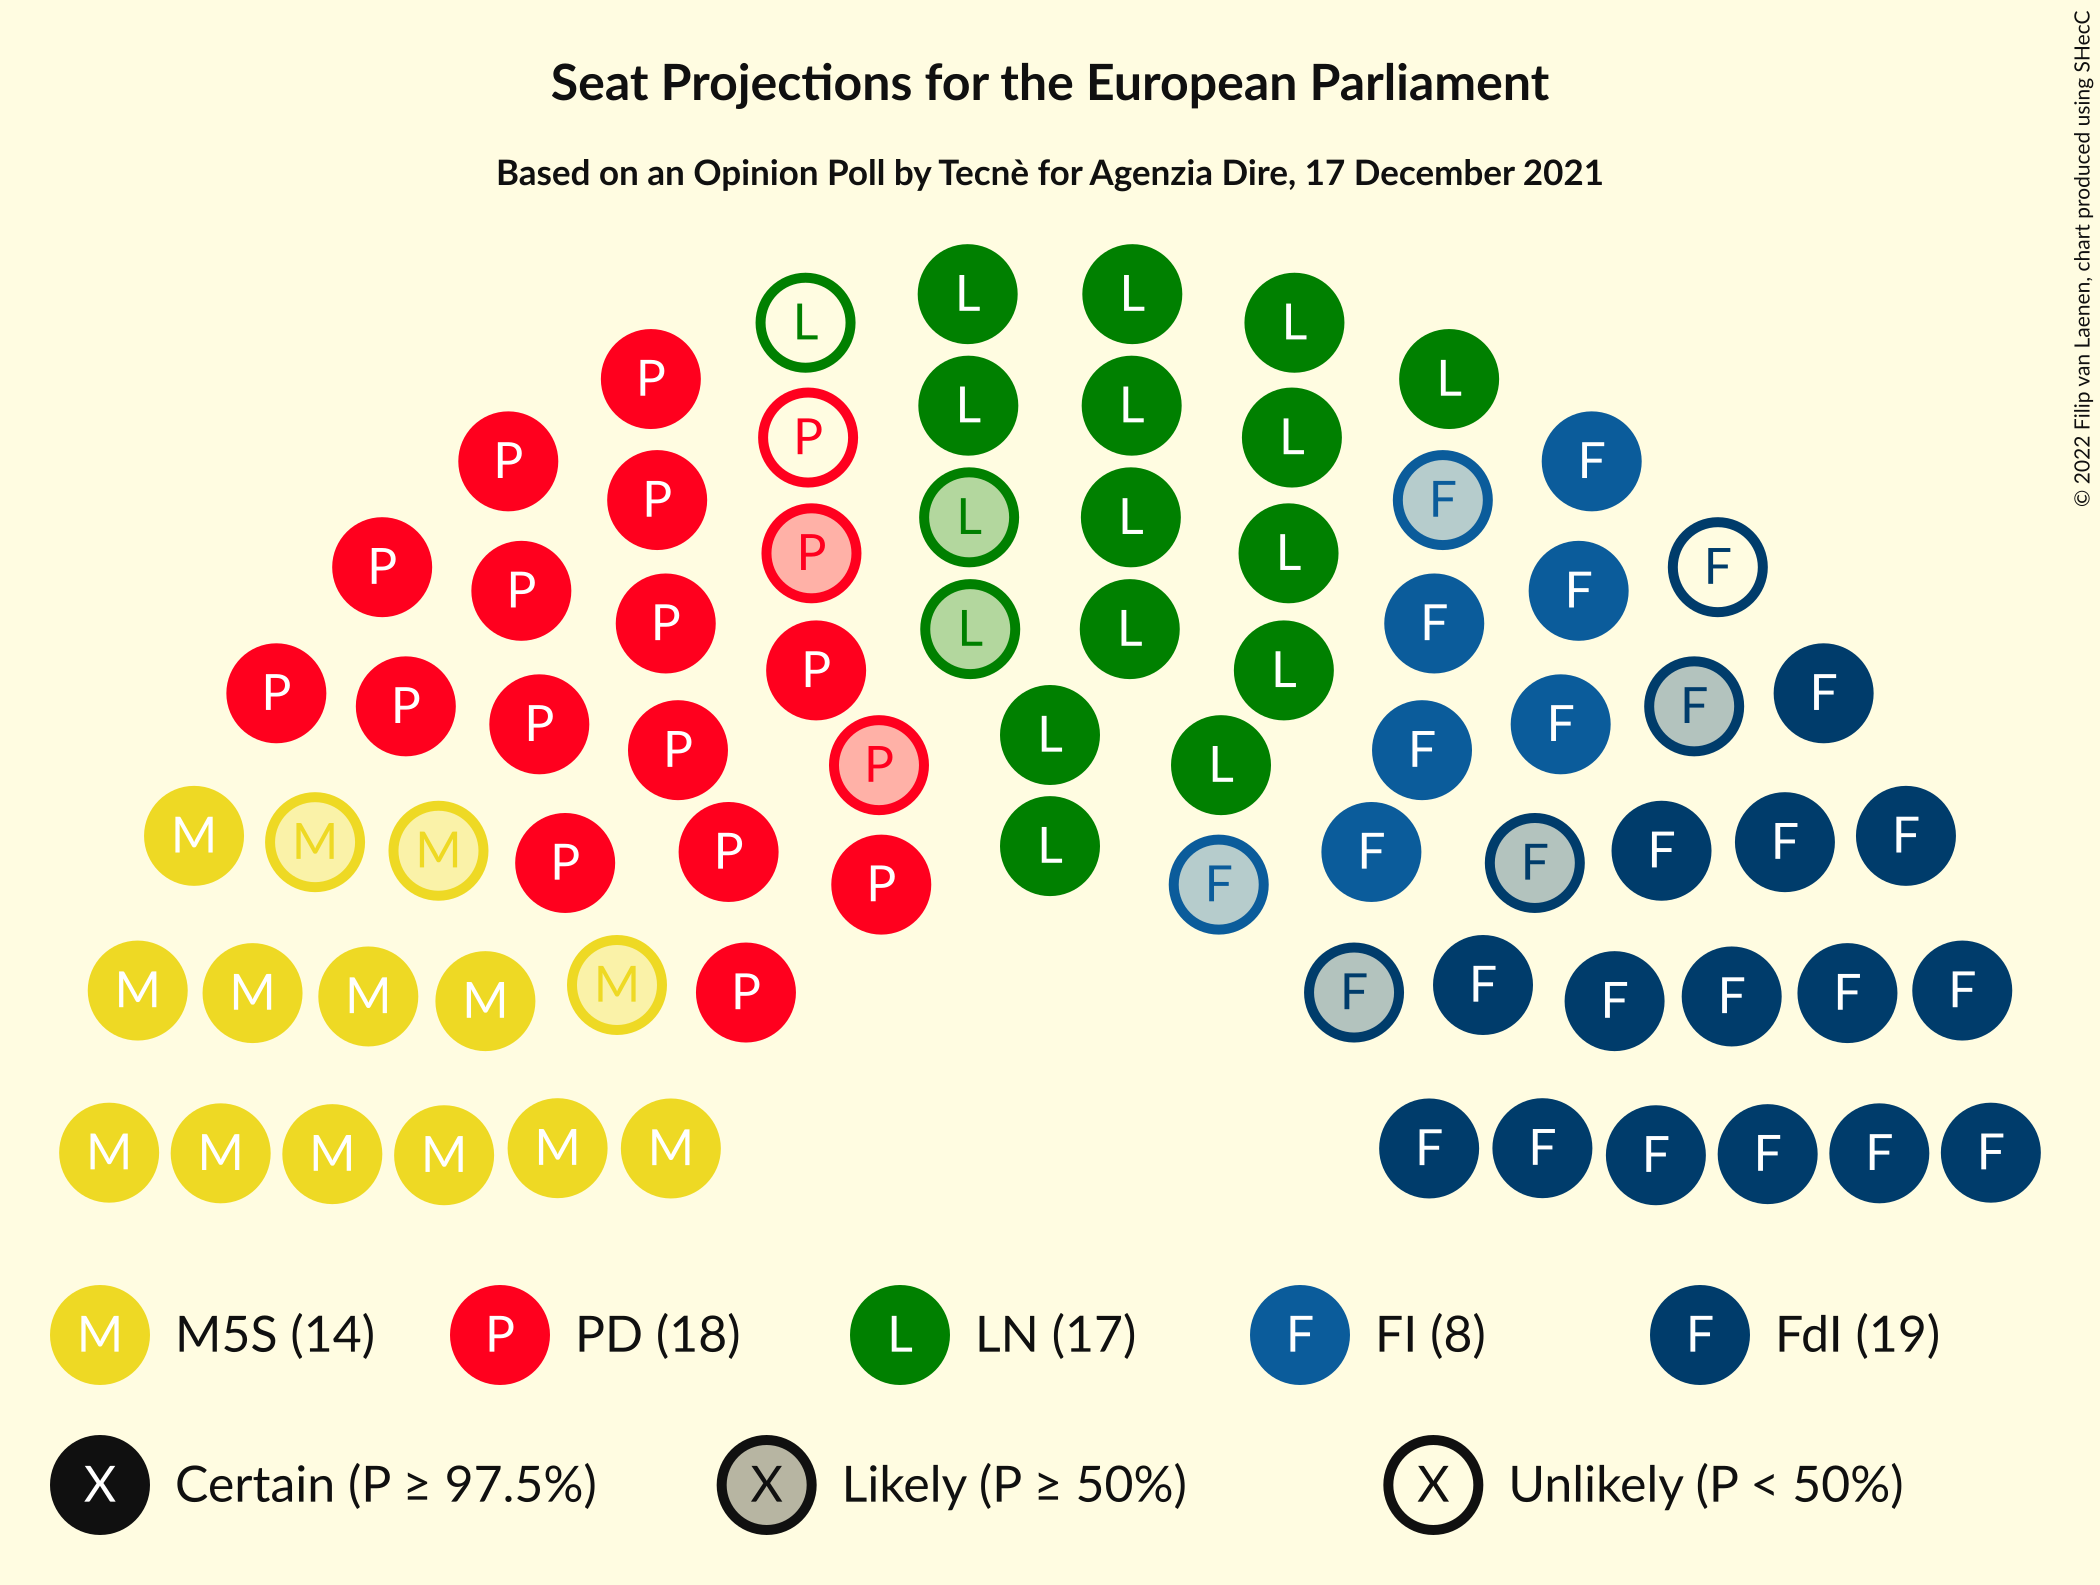 Seat Projections for the European Parliament
Based on an Opinion Poll by Tecnè for Agenzia Dire, 17 December 2021
© 2022 Filip van Laenen, chart produced using SHecC
L L L L
P L
P P L L L F
P L L F
P P L L F F F
P P F F
P P P L L L F F F
P P P L L F F F
M M M P P P L F F F F F F
M M M M M P F F F F F F
M M M M M M F F F F F F
M M5S (14) P PD (18) L LN (17) F FI (8) F FdI (19)
X Certain (P ≥ 97.5%) X Likely (P ≥ 50%) X Unlikely (P < 50%)